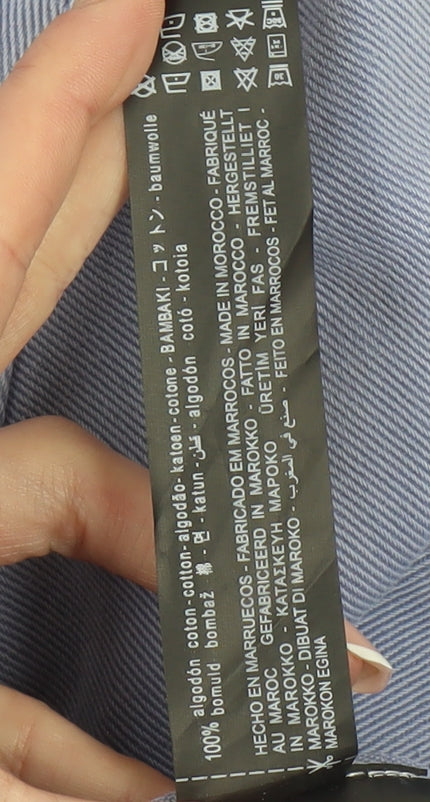 100% algodón coton-cotton-algodão-katoen-cotone-BAMBAKI-コットン-baumwolle
bomuld bombaž 棉 - 면 - katun - قطن - algodón cotó - kotoia
HECHO EN MARRUECOS - FABRICADO EM MARROCOS - MADE IN MOROCCO - FABRIQUÉ
AU MAROC GEFABRICEERD IN MAROKKO - FATTO IN MAROCCO - HERGESTELLT
IN MAROKKO - ΚΑΤΑΣΚΕΥΗ ΜΑΡΟΚΟ ÜRETİM YERİ FAS - FREMSTILLIET I
MAROKKO - DIBUAT DI MAROKO - صنع في المغرب - FEITO EN MARROCOS - FET AL MARROC -
MAROKON EGINA